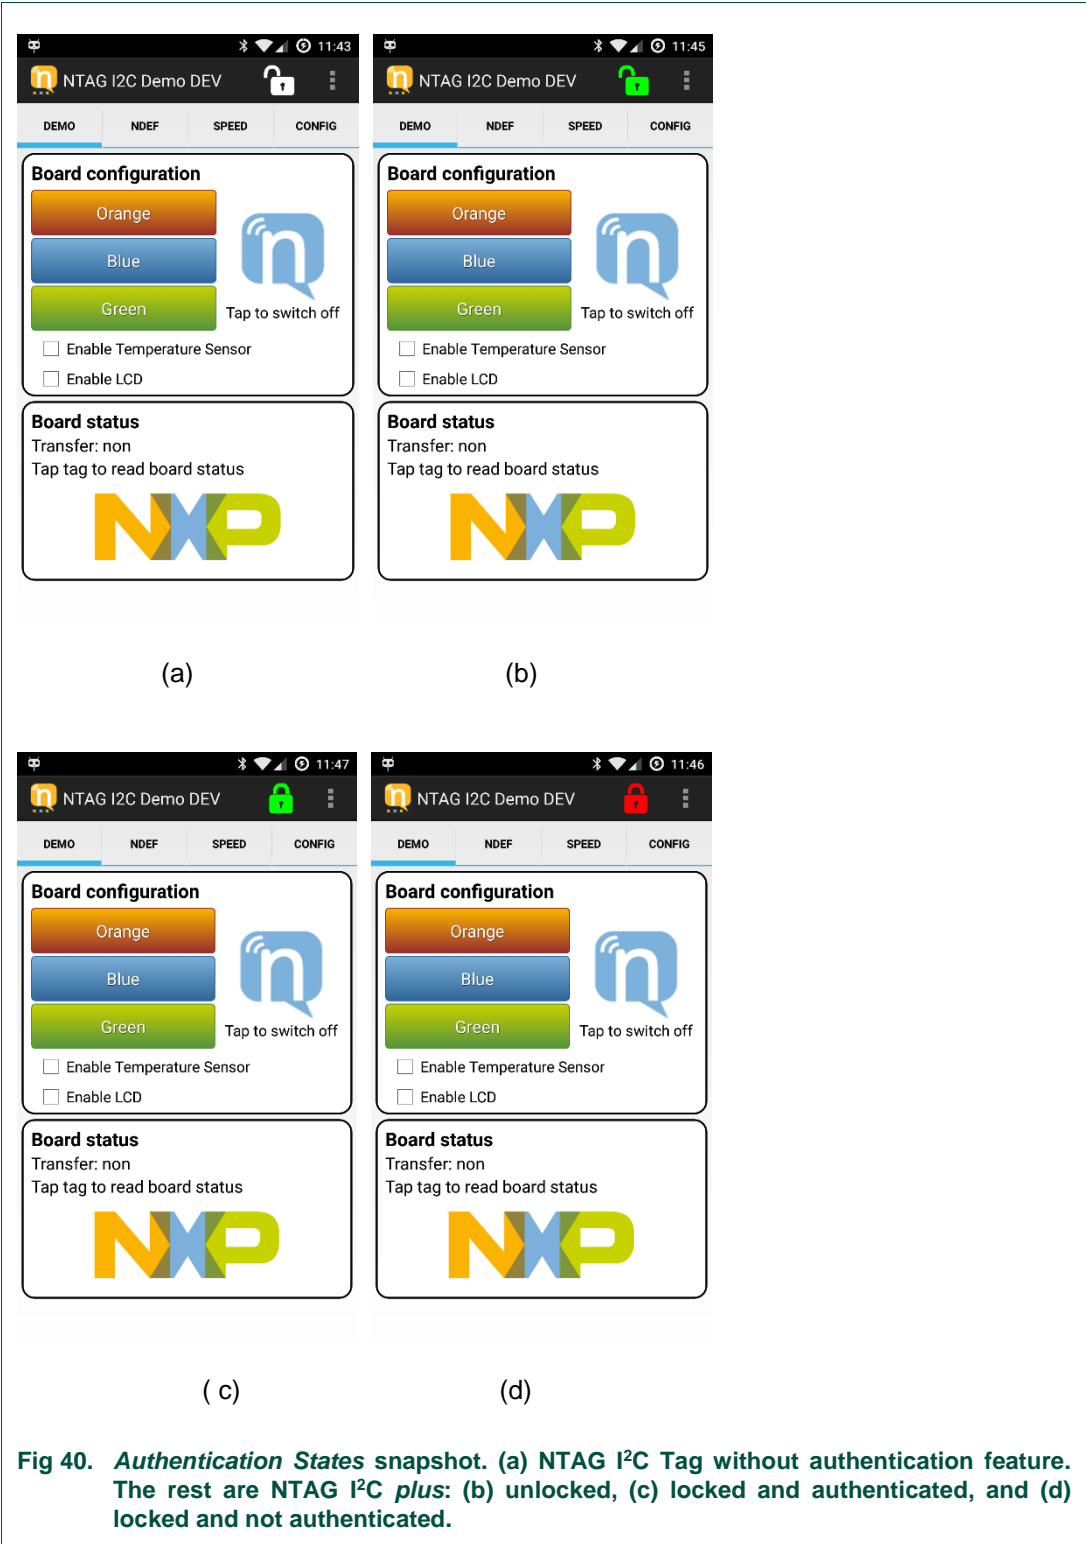 11:43
NTAG I2C Demo DEV
DEMO NDEF SPEED CONFIG
Board configuration
Orange
Blue
Green
Tap to switch off
Enable Temperature Sensor
Enable LCD
Board status
Transfer: non
Tap tag to read board status
NXP
(a)
11:45
NTAG I2C Demo DEV
DEMO NDEF SPEED CONFIG
Board configuration
Orange
Blue
Green
Tap to switch off
Enable Temperature Sensor
Enable LCD
Board status
Transfer: non
Tap tag to read board status
NXP
(b)
11:47
NTAG I2C Demo DEV
DEMO NDEF SPEED CONFIG
Board configuration
Orange
Blue
Green
Tap to switch off
Enable Temperature Sensor
Enable LCD
Board status
Transfer: non
Tap tag to read board status
NXP
( c)
11:46
NTAG I2C Demo DEV
DEMO NDEF SPEED CONFIG
Board configuration
Orange
Blue
Green
Tap to switch off
Enable Temperature Sensor
Enable LCD
Board status
Transfer: non
Tap tag to read board status
NXP
(d)
Fig 40. Authentication States snapshot. (a) NTAG I²C Tag without authentication feature.
The rest are NTAG I²C plus: (b) unlocked, (c) locked and authenticated, and (d)
locked and not authenticated.